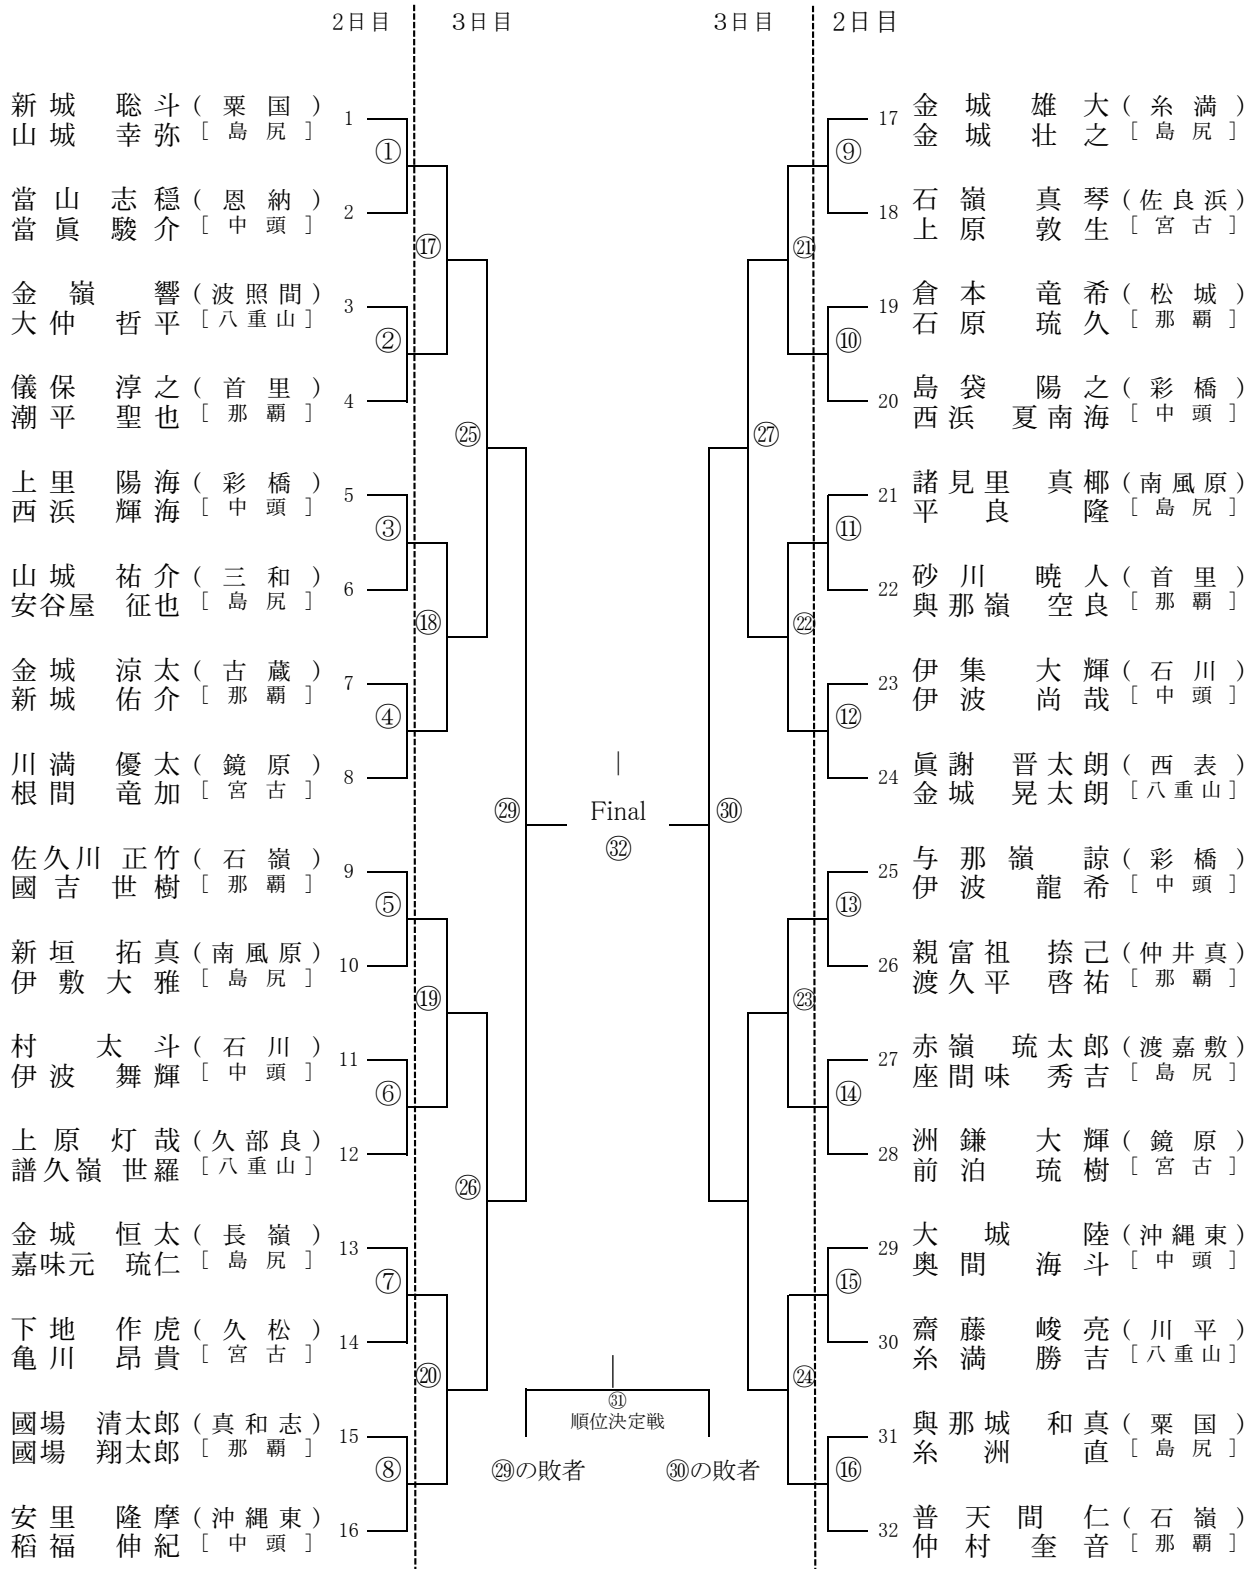 2日目 3日目 3日目 2日目
新城 聡斗 ( 粟国 )
山城 幸弥 [ 島尻 ]
1
①
當山 志穏 ( 恩納 )
當眞 駿介 [ 中頭 ]
2
⑰
金嶺 響 ( 波照間 )
大仲 哲平 [ 八重山 ]
3
②
儀保 淳之 ( 首里 )
潮平 聖也 [ 那覇 ]
4
㉕
上里 陽海 ( 彩橋 )
西浜 輝海 [ 中頭 ]
5
③
山城 祐介 ( 三和 )
安谷屋 征也 [ 島尻 ]
6
⑱
金城 涼太 ( 古蔵 )
新城 佑介 [ 那覇 ]
7
④
川満 優太 ( 鏡原 )
根間 竜加 [ 宮古 ]
8
㉙
佐久川 正竹 ( 石嶺 )
國吉 世樹 [ 那覇 ]
9
⑤
新垣 拓真 ( 南風原 )
伊敷 大雅 [ 島尻 ]
10
⑲
村 太斗 ( 石川 )
伊波 舞輝 [ 中頭 ]
11
⑥
上原 灯哉 ( 久部良 )
譜久嶺 世羅 [ 八重山 ]
12
㉖
金城 恒太 ( 長嶺 )
嘉味元 琉仁 [ 島尻 ]
13
⑦
下地 作虎 ( 久松 )
亀川 昂貴 [ 宮古 ]
14
⑳
國場 清太郎 ( 真和志 )
國場 翔太郎 [ 那覇 ]
15
⑧
安里 隆摩 ( 沖縄東 )
稲福 伸紀 [ 中頭 ]
16
Final
㉜
㉛
順位決定戦
㉙の敗者 ㉚の敗者
17
金城 雄大 ( 糸満 )
金城 壮之 [ 島尻 ]
⑨
18
石嶺 真琴 ( 佐良浜 )
上原 敦生 [ 宮古 ]
㉑
19
倉本 竜希 ( 松城 )
石原 琉久 [ 那覇 ]
⑩
20
島袋 陽之 ( 彩橋 )
西浜 夏南海 [ 中頭 ]
㉗
21
諸見里 真梛 ( 南風原 )
平良 隆 [ 島尻 ]
⑪
22
砂川 暁人 ( 首里 )
與那嶺 空良 [ 那覇 ]
㉒
23
伊集 大輝 ( 石川 )
伊波 尚哉 [ 中頭 ]
⑫
24
眞謝 晋太朗 ( 西表 )
金城 晃太朗 [ 八重山 ]
㉚
25
与那嶺 諒 ( 彩橋 )
伊波 龍希 [ 中頭 ]
⑬
26
親富祖 捺己 ( 仲井真 )
渡久平 啓祐 [ 那覇 ]
㉓
27
赤嶺 琉太郎 ( 渡嘉敷 )
座間味 秀吉 [ 島尻 ]
⑭
28
洲鎌 大輝 ( 鏡原 )
前泊 琉樹 [ 宮古 ]
29
大城 陸 ( 沖縄東 )
奥間 海斗 [ 中頭 ]
⑮
30
齋藤 峻亮 ( 川平 )
糸満 勝吉 [ 八重山 ]
㉔
31
與那城 和真 ( 粟国 )
糸洲 直 [ 島尻 ]
⑯
32
普天間 仁 ( 石嶺 )
仲村 奎音 [ 那覇 ]